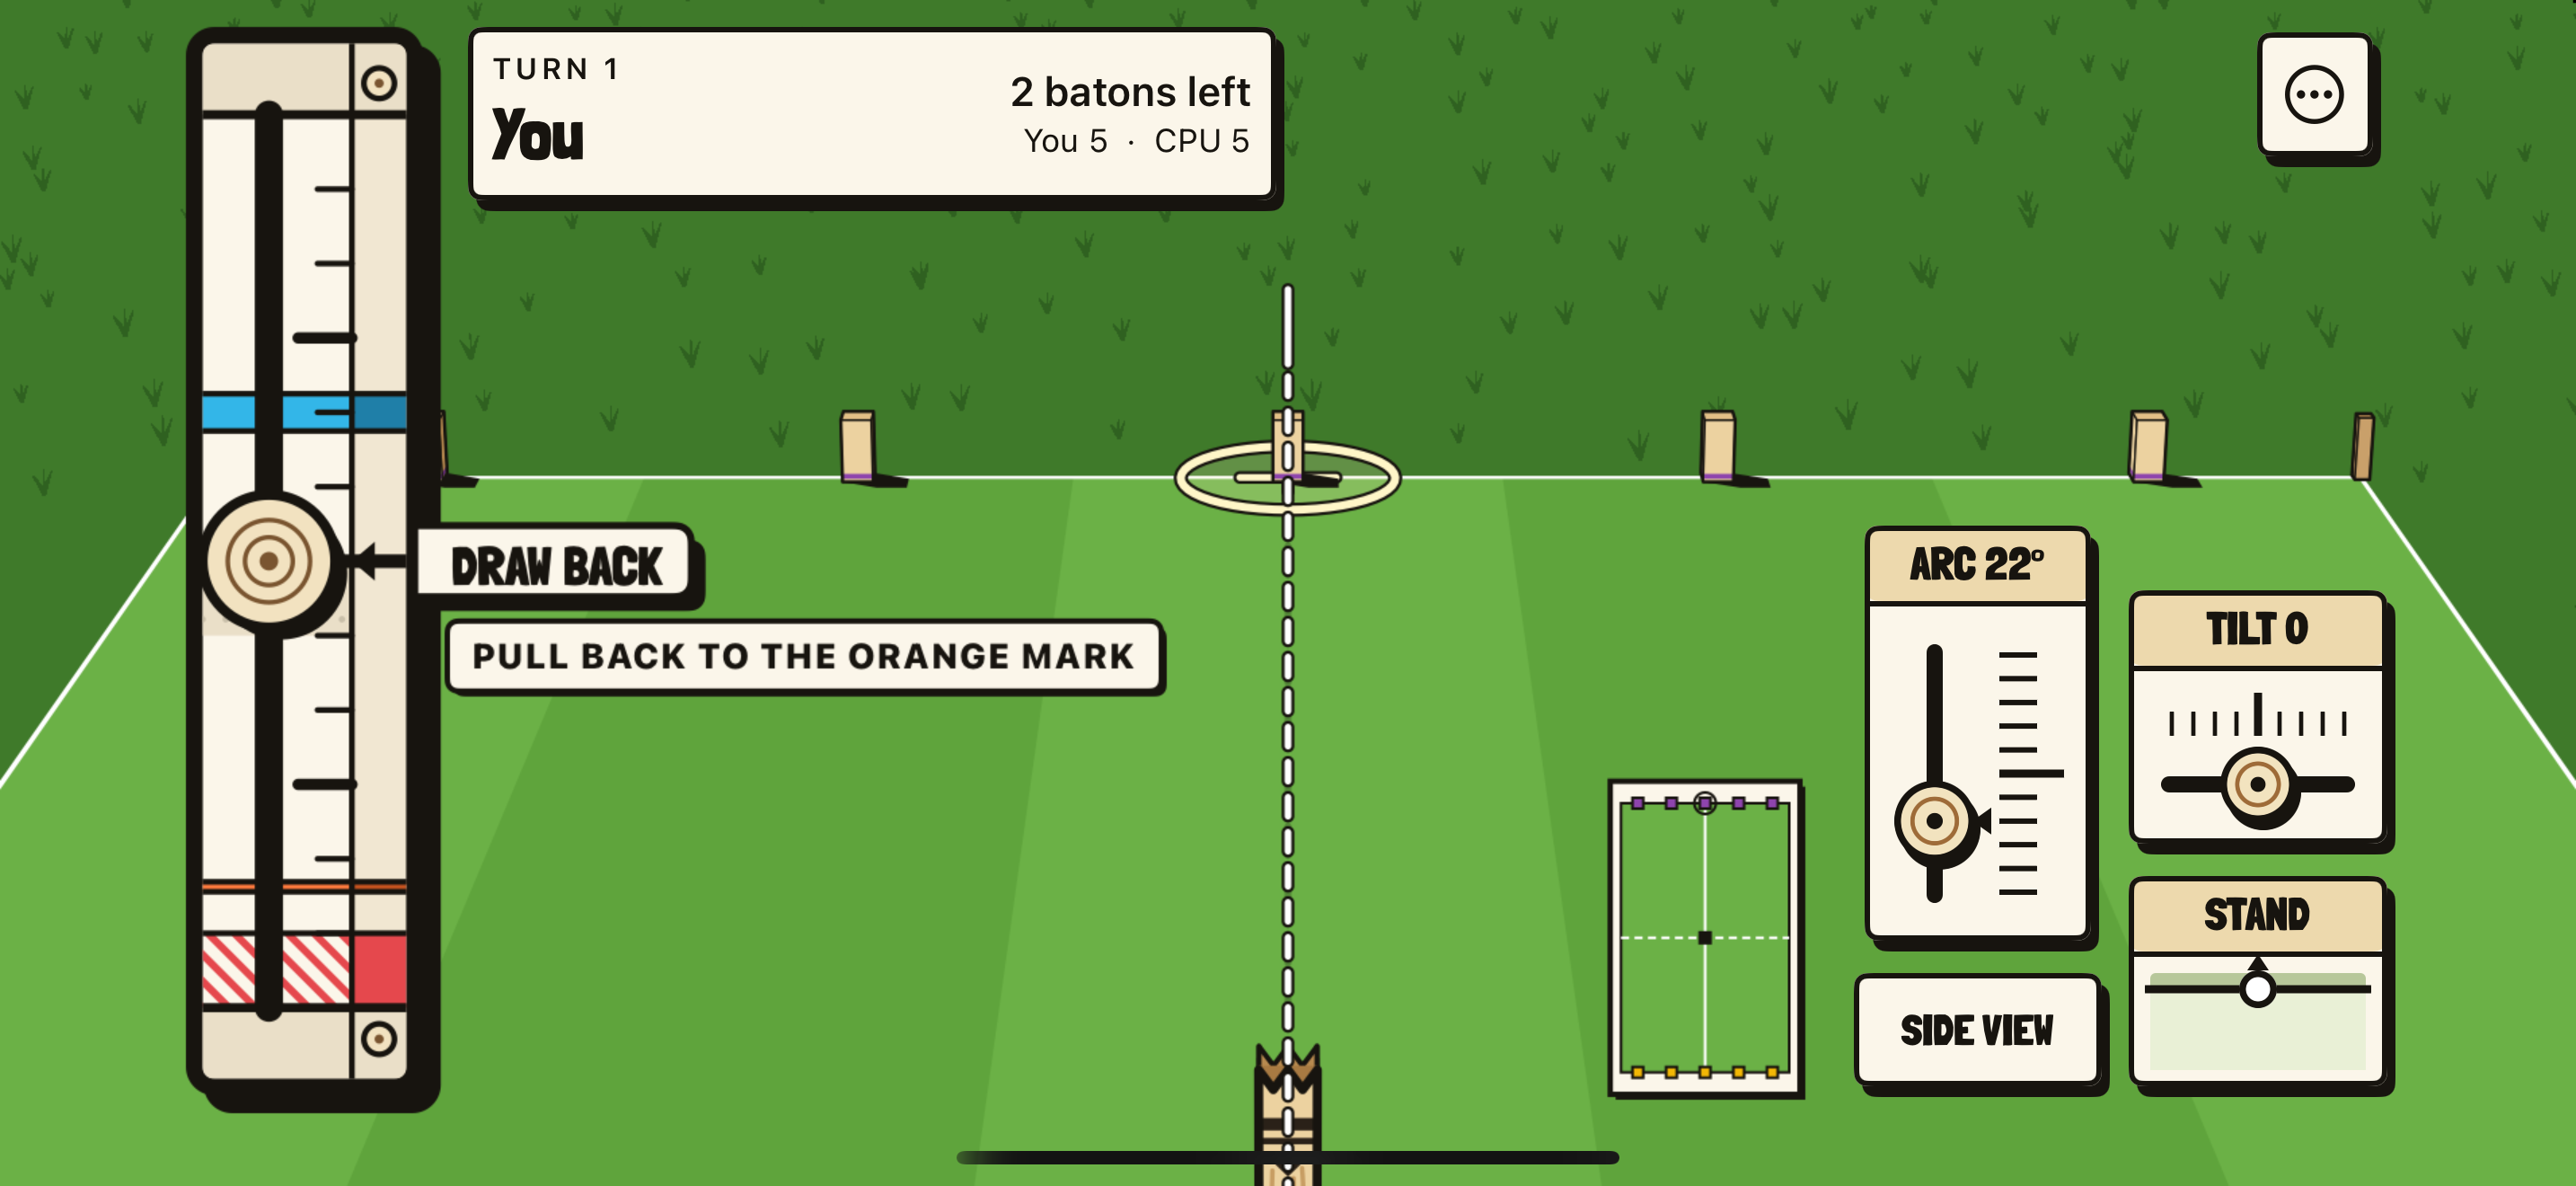 TURN 1
You
2 batons left
You 5 · CPU 5
DRAW BACK
PULL BACK TO THE ORANGE MARK
ARC 22°
TILT 0
STAND
SIDE VIEW